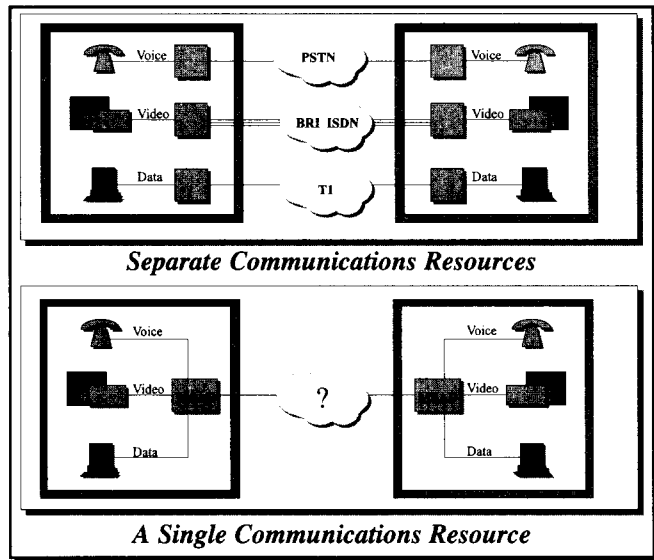 Voice PSTN Voice
Video BRI ISDN Video
Data T1 Data
Separate Communications Resources
Voice Voice
Video ? Video
Data Data
A Single Communications Resource